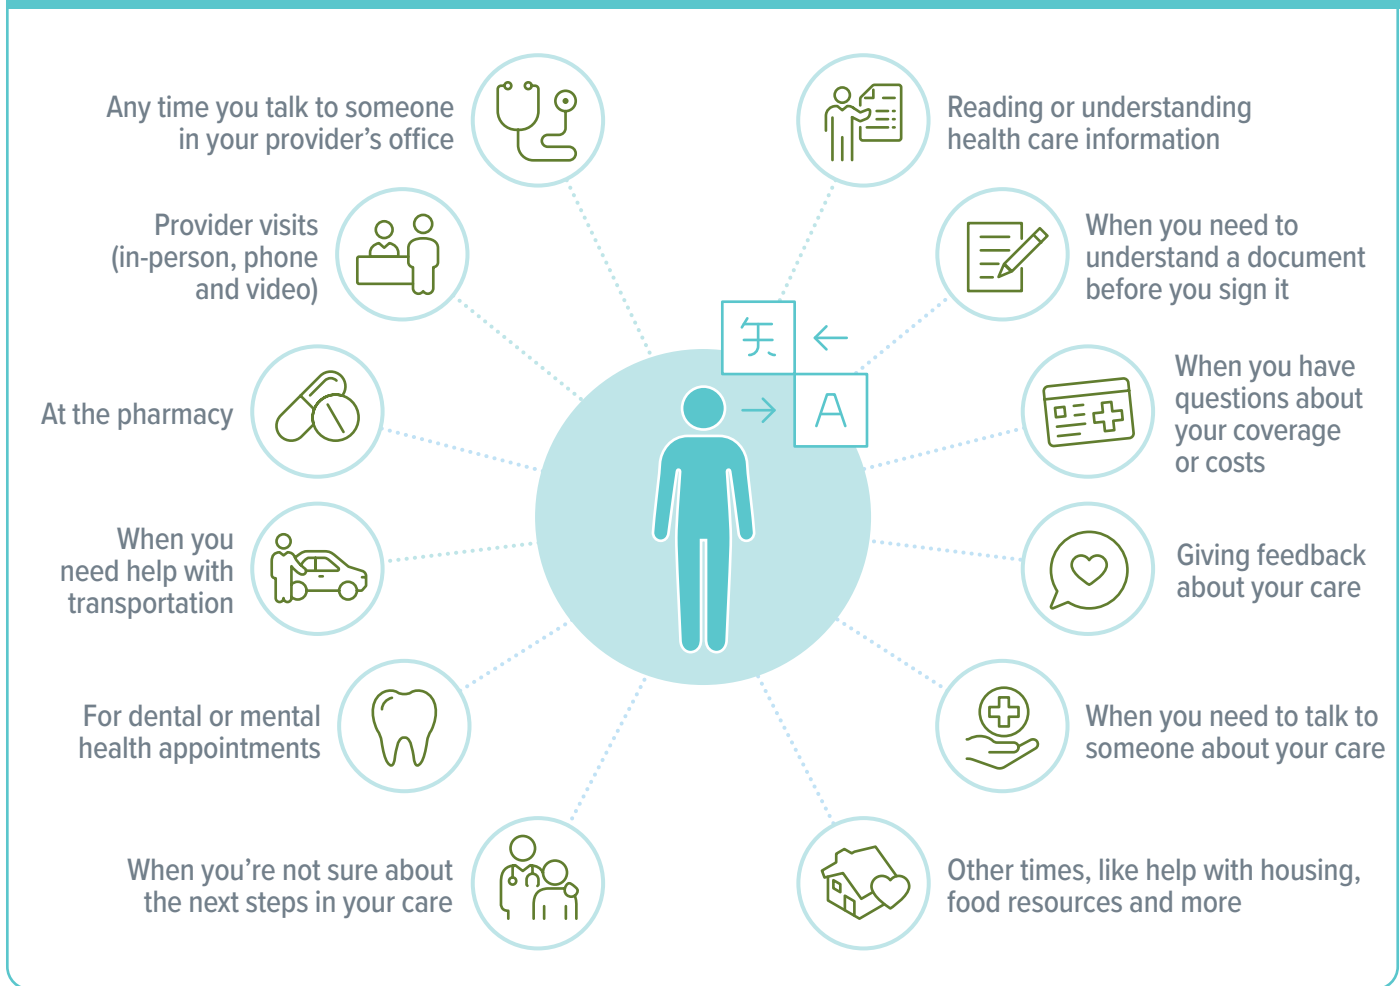 Any time you talk to someone
in your provider’s office
Provider visits
(in-person, phone
and video)
At the pharmacy
When you
need help with
transportation
For dental or mental
health appointments
When you’re not sure about
the next steps in your care
A
Reading or understanding
health care information
When you need to
understand a document
before you sign it
When you have
questions about
your coverage
or costs
Giving feedback
about your care
When you need to talk to
someone about your care
Other times, like help with housing,
food resources and more